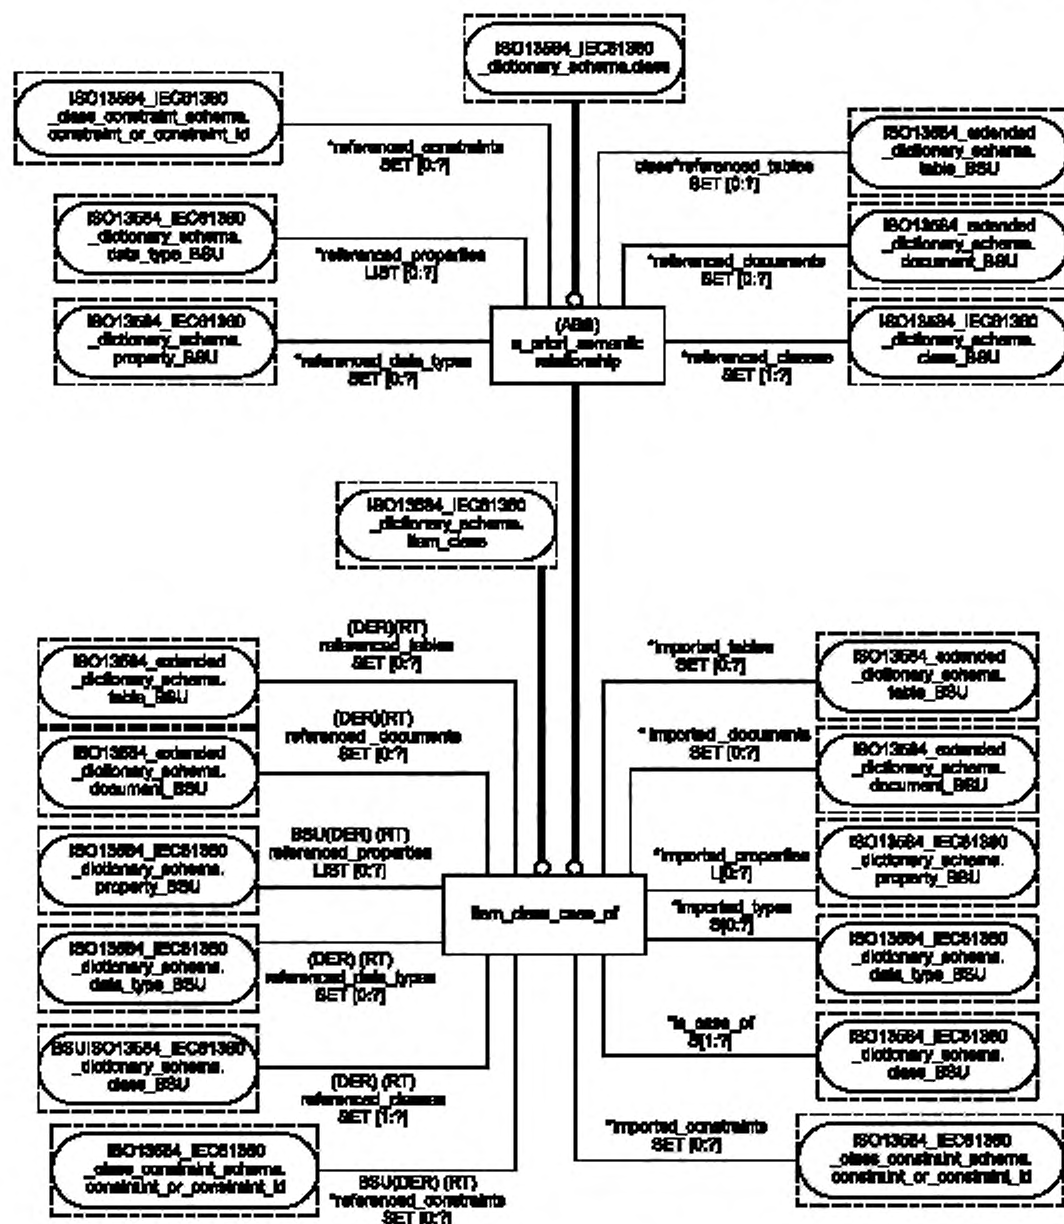 ISO13584_IEC61360
_dictionary_schema.class
ISO13584_IEC61360
_class_constraint_schema.
constraint_or_constraint_id
*referenced_constraints
SET [0:?]
class*referenced_tables
SET [0:?]
ISO13584_extended
_dictionary_schema.
table_BSU
ISO13584_IEC61360
_dictionary_schema.
data_type_BSU
*referenced_properties
LIST [0:?]
*referenced_documents
SET [0:?]
ISO13584_extended
_dictionary_schema.
document_BSU
ISO13584_IEC61360
_dictionary_schema.
property_BSU
*referenced_data_types
SET [0:?]
(ABS)
a_priori_semantic
relationship
*referenced_classes
SET [1:?]
ISO13584_IEC61360
_dictionary_schema.
class_BSU
ISO13584_IEC61360
_dictionary_schema.
item_class
ISO13584_extended
_dictionary_schema.
table_BSU
(DER)(RT)
referenced_tables
SET [0:?]
*imported_tables
SET [0:?]
ISO13584_extended
_dictionary_schema.
table_BSU
ISO13584_extended
_dictionary_schema.
document_BSU
(DER)(RT)
referenced_documents
SET [0:?]
* imported_documents
SET [0:?]
ISO13584_extended
_dictionary_schema.
document_BSU
ISO13584_IEC61360
_dictionary_schema.
property_BSU
BSU(DER) (RT)
referenced_properties
LIST [0:?]
item_class_case_of
*imported_properties
L[0:?]
ISO13584_IEC61360
_dictionary_schema.
property_BSU
*imported_types
S[0:?]
ISO13584_IEC61360
_dictionary_schema.
data_type_BSU
(DER) (RT)
referenced_data_types
SET [0:?]
ISO13584_IEC61360
_dictionary_schema.
data_type_BSU
BSUISO13584_IEC61360
_dictionary_schema.
class_BSU
(DER) (RT)
referenced_classes
SET [1:?]
*is_case_of
S[1:?]
ISO13584_IEC61360
_dictionary_schema.
class_BSU
ISO13584_IEC61360
_class_constraint_schema.
constraint_or_constraint_id
BSU(DER) (RT)
*referenced_constraints
SET [0:?]
*imported_constraints
SET [0:?]
ISO13584_IEC61360
_class_constraint_schema.
constraint_or_constraint_id